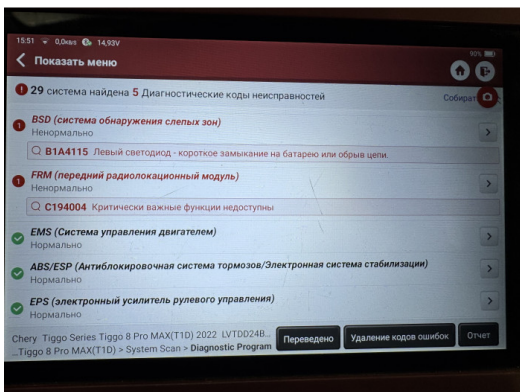 15:51 0,0KB/S 14,93V
90%
Показать меню
29 система найдена 5 Диагностические коды неисправностей
Собират
1 BSD (система обнаружения слепых зон)
Ненормально
B1A4115 Левый светодиод - короткое замыкание на батарею или обрыв цепи.
1 FRM (передний радиолокационный модуль)
Ненормально
C194004 Критически важные функции недоступны
EMS (Система управления двигателем)
Нормально
ABS/ESP (Антиблокировочная система тормозов/Электронная система стабилизации)
Нормально
EPS (электронный усилитель рулевого управления)
Нормально
Chery Tiggo Series Tiggo 8 Pro MAX(T1D) 2022 LVTDD24B...
...Tiggo 8 Pro MAX(T1D) > System Scan > Diagnostic Program
Переведено
Удаление кодов ошибок
Отчет